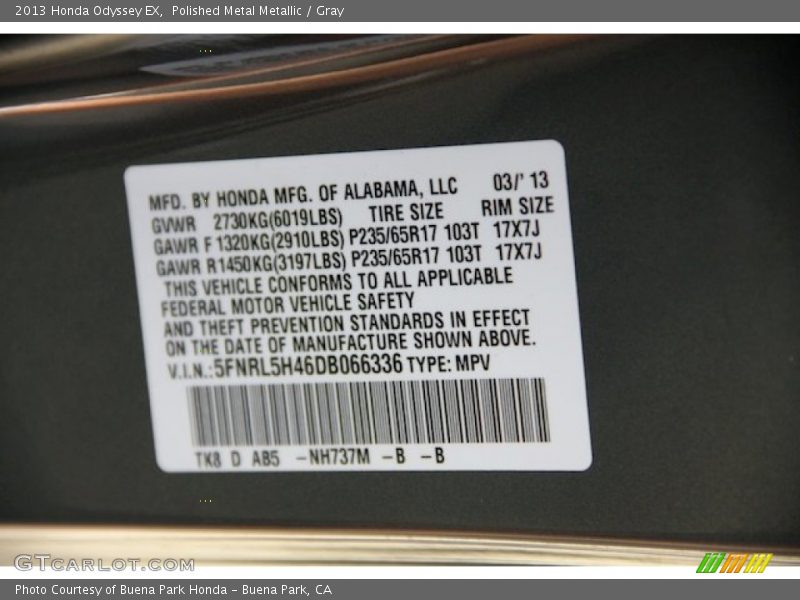 2013 Honda Odyssey EX, Polished Metal Metallic / Gray
MFD. BY HONDA MFG. OF ALABAMA, LLC 03/' 13
GVWR 2730KG(6019LBS) TIRE SIZE RIM SIZE
GAWR F 1320KG(2910LBS) P235/65R17 103T 17X7J
GAWR R1450KG(3197LBS) P235/65R17 103T 17X7J
THIS VEHICLE CONFORMS TO ALL APPLICABLE
FEDERAL MOTOR VEHICLE SAFETY
AND THEFT PREVENTION STANDARDS IN EFFECT
ON THE DATE OF MANUFACTURE SHOWN ABOVE.
V.I.N.:5FNRL5H46DB066336 TYPE: MPV
TK8 D AB5 -NH737M -B -B
GTCARLOT.COM
Photo Courtesy of Buena Park Honda - Buena Park, CA